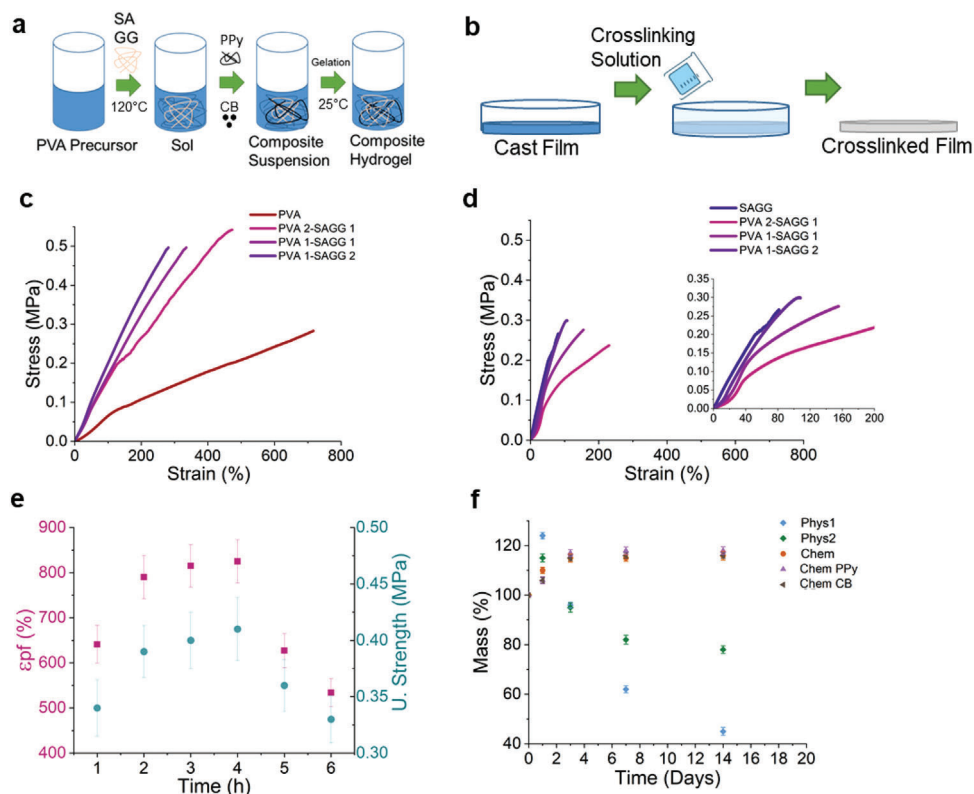 a
SA
GG
120°C
PPy
CB
Gelation
25°C
PVA Precursor
Sol
Composite
Suspension
Composite
Hydrogel
b
Crosslinking
Solution
Cast Film
Crosslinked Film
c
PVA
PVA 2-SAGG 1
PVA 1-SAGG 1
PVA 1-SAGG 2
Stress (MPa)
0.5
0.4
0.3
0.2
0.1
0.0
0 200 400 600 800
Strain (%)
d
SAGG
PVA 2-SAGG 1
PVA 1-SAGG 1
PVA 1-SAGG 2
Stress (MPa)
0.5
0.4
0.3
0.2
0.1
0.0
0 200 400 600 800
Strain (%)
0.35
0.30
0.25
0.20
0.15
0.10
0.05
0.00
0 40 80 120 156 200
e
εpf (%)
900
800
700
600
500
400
1 2 3 4 5 6
Time (h)
0.50
0.45
0.40
0.35
0.30
U. Strength (MPa)
f
Phys1
Phys2
Chem
Chem PPy
Chem CB
Mass (%)
120
100
80
60
40
0 2 4 6 8 10 12 14 16 18 20
Time (Days)